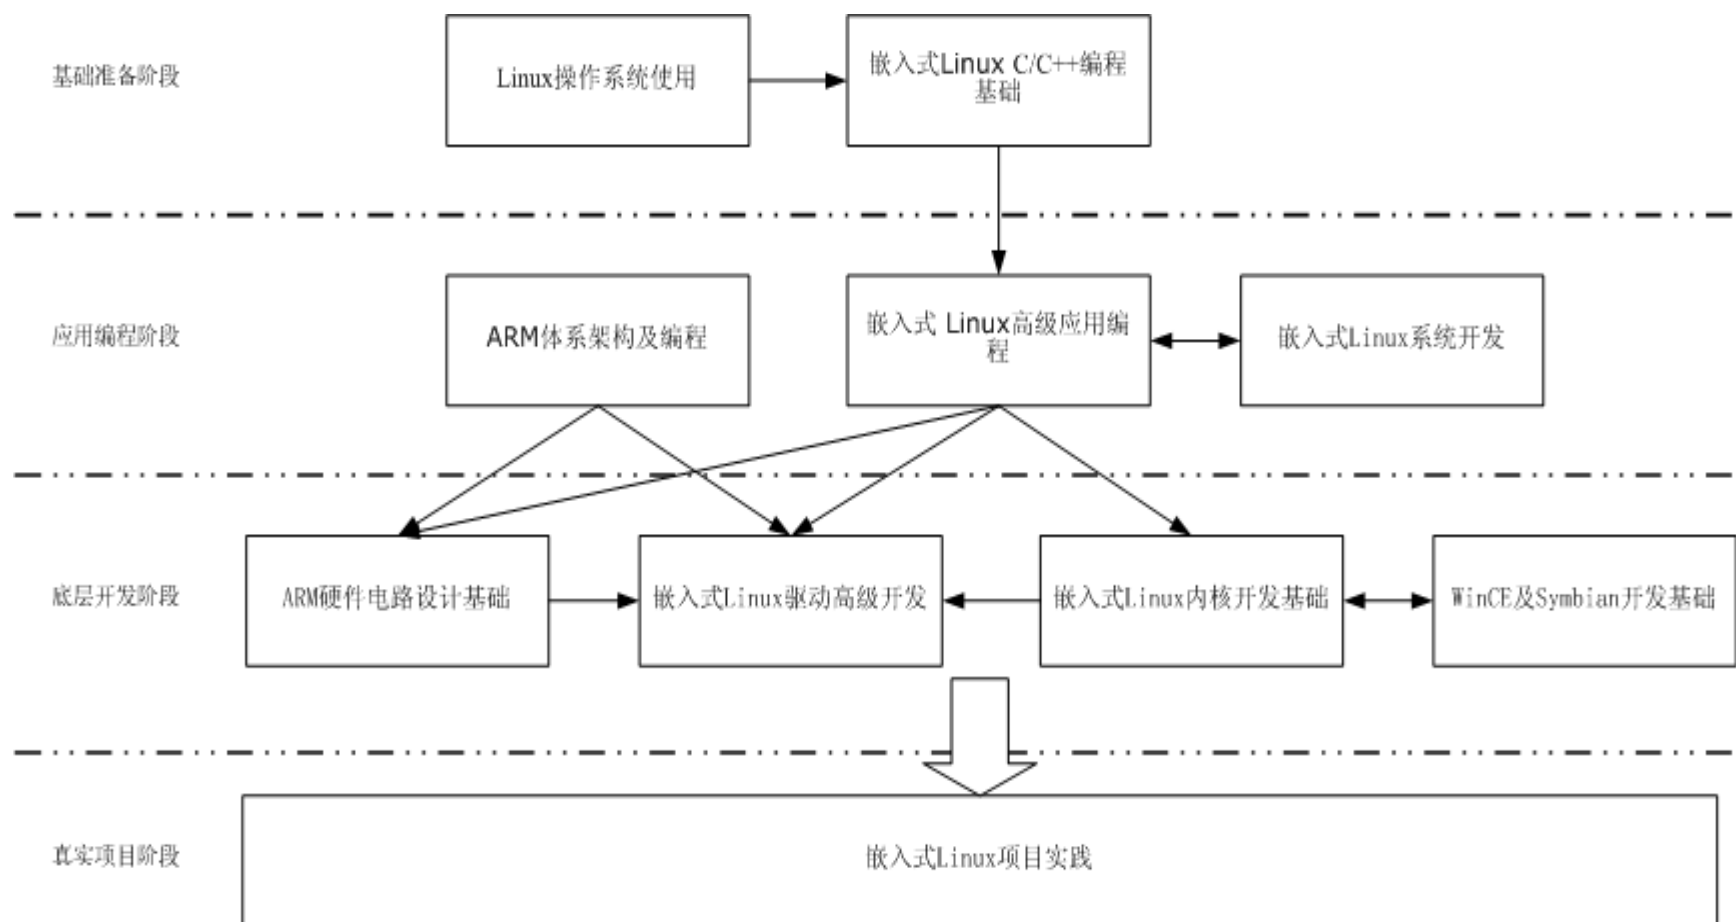 基础准备阶段
Linux操作系统使用
嵌入式Linux C/C++编程
基础
应用编程阶段
ARM体系架构及编程
嵌入式 Linux高级应用编
程
嵌入式Linux系统开发
底层开发阶段
ARM硬件电路设计基础
嵌入式Linux驱动高级开发
嵌入式Linux内核开发基础
WinCE及Symbian开发基础
真实项目阶段
嵌入式Linux项目实践